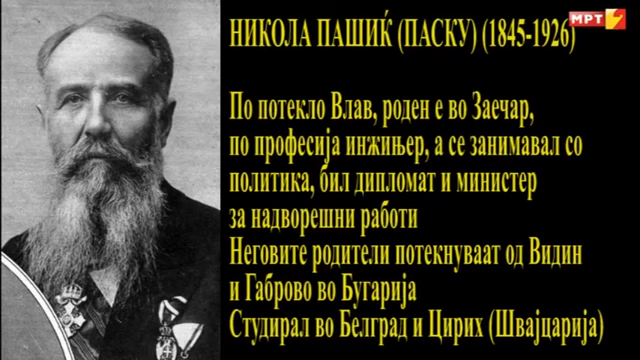 МРТ
НИКОЛА ПАШИЌ (ПАСКУ) (1845-1926)
По потекло Влав, роден е во Заечар,
по професија инжињер, а се занимавал со
политика, бил дипломат и министер
за надворешни работи
Неговите родители потекнуваат од Видин
и Габрово во Бугарија
Студирал во Белград и Цирих (Швајцарија)